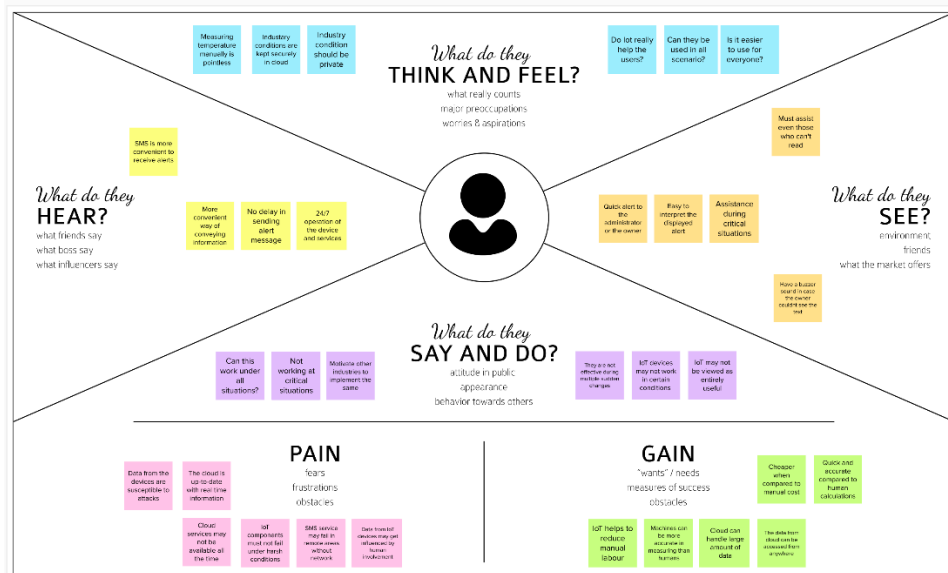 Measuring
temperature
menually is
pointless
Industary
conditions are
kept securely
in cloud
Industry
condition
should be
private
What do they
THINK AND FEEL?
what really counts
major preoccupations
worries & aspirations
Do Iot really
help the
users?
Can they be
used in all
scenario?
Is it easier
to use for
everyone?
SMS is more
convenient to
receive alerts
What do they
HEAR?
what friends say
what boss say
what influencers say
More
convenient
way of
conveying
information
No delay in
sending
alert
message
24/7
operation of
the device
and services
Must assist
even those
who can't
read
Quick alert to
the
administrator
or the owner
Easy to
interpret the
displayed
alert
Assistance
during
critical
situations
What do they
SEE?
environment
friends
what the market offers
Have a buzzer
sound in case
the owner
couldnt see the
text
What do they
SAY AND DO?
attitude in public
appearance
behavior towards others
Can this
work under
all
situations?
Not
working at
critical
situations
Motivate other
industries to
implement the
same
They are not
effective during
multiple sudden
changes
IoT devices
may not work
in certain
conditions
IoT may not
be viewed as
entirely
useful
PAIN
fears
frustrations
obstacles
Data from the
devices are
susceptible to
attacks
The cloud is
up-to-date
with real time
information
Cloud
services may
not be
available all
the time
IoT
components
must not fail
under harsh
conditions
SMS service
may fail in
remote areas
without
network
Data from IoT
devices may get
influenced by
human
involvement
GAIN
"wants" / needs
measures of success
obstacles
Cheaper
when
compared to
manual cost
Quick and
accurate
compared to
human
calculations
IoT helps to
reduce
manual
labour
Machines can
be more
accurate in
measuring than
humans
Cloud can
handle large
amount of
data
The data from
cloud can be
accessed from
anywhere